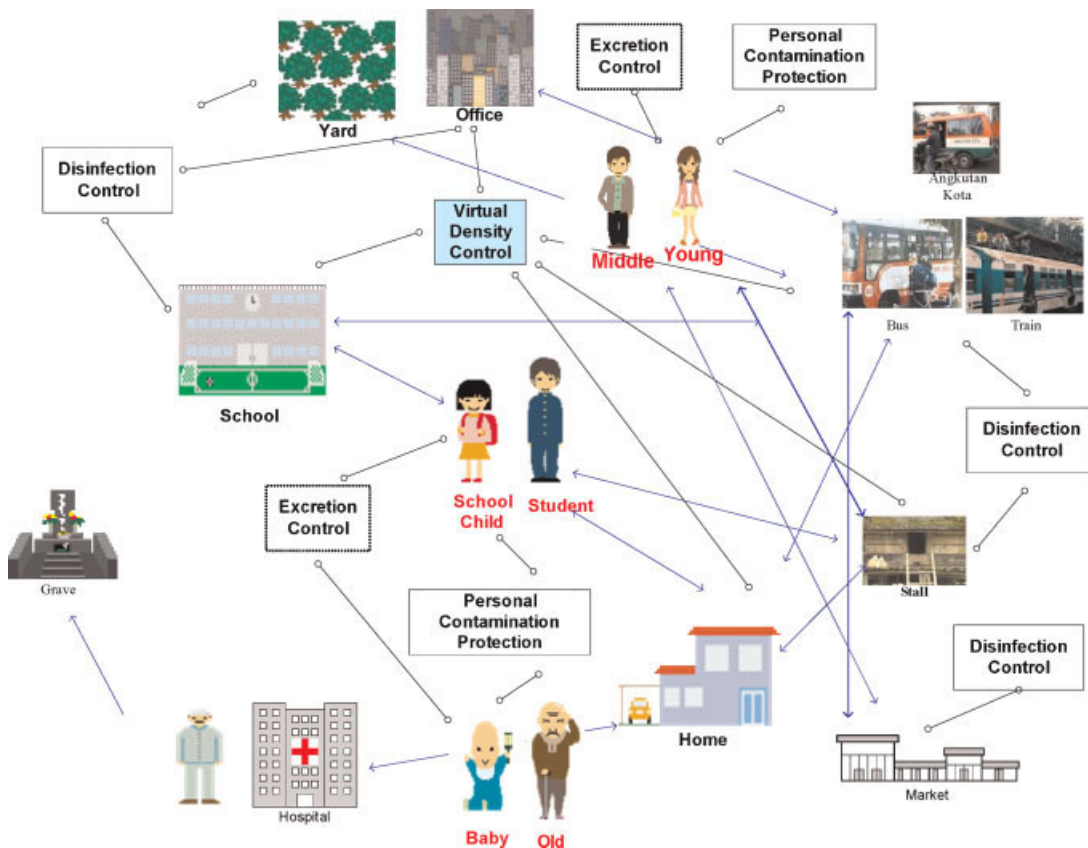 Excretion
Control
Personal
Contamination
Protection
Yard
Office
Angkutan
Kota
Disinfection
Control
Virtual
Density
Control
Middle
Young
Bus
Train
School
Disinfection
Control
School
Child
Student
Excretion
Control
Grave
Stall
Personal
Contamination
Protection
Disinfection
Control
Home
Market
Hospital
Baby
Old